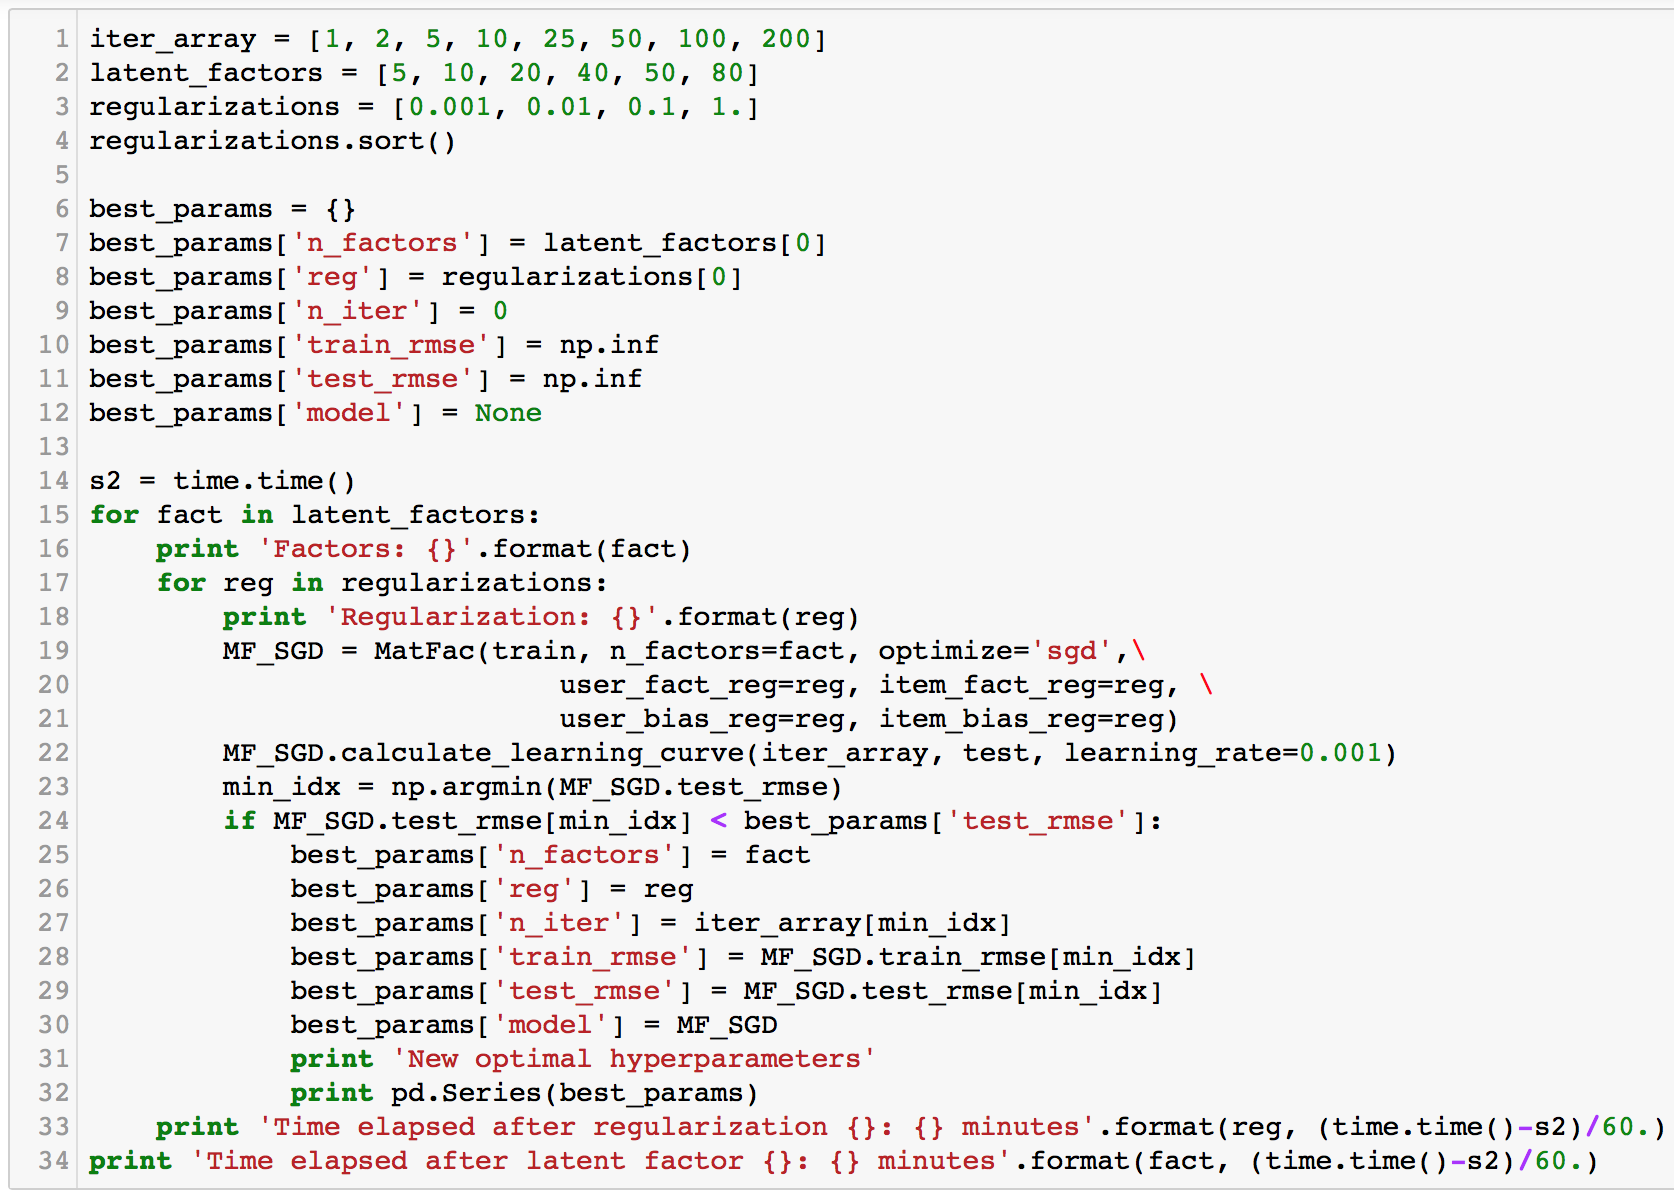 1 iter_array = [1, 2, 5, 10, 25, 50, 100, 200]
2 latent_factors = [5, 10, 20, 40, 50, 80]
3 regularizations = [0.001, 0.01, 0.1, 1.]
4 regularizations.sort()
5
6 best_params = {}
7 best_params['n_factors'] = latent_factors[0]
8 best_params['reg'] = regularizations[0]
9 best_params['n_iter'] = 0
10 best_params['train_rmse'] = np.inf
11 best_params['test_rmse'] = np.inf
12 best_params['model'] = None
13
14 s2 = time.time()
15 for fact in latent_factors:
16     print 'Factors: {}'.format(fact)
17     for reg in regularizations:
18         print 'Regularization: {}'.format(reg)
19         MF_SGD = MatFac(train, n_factors=fact, optimize='sgd',\
20                             user_fact_reg=reg, item_fact_reg=reg, \
21                             user_bias_reg=reg, item_bias_reg=reg)
22         MF_SGD.calculate_learning_curve(iter_array, test, learning_rate=0.001)
23         min_idx = np.argmin(MF_SGD.test_rmse)
24         if MF_SGD.test_rmse[min_idx] < best_params['test_rmse']:
25             best_params['n_factors'] = fact
26             best_params['reg'] = reg
27             best_params['n_iter'] = iter_array[min_idx]
28             best_params['train_rmse'] = MF_SGD.train_rmse[min_idx]
29             best_params['test_rmse'] = MF_SGD.test_rmse[min_idx]
30             best_params['model'] = MF_SGD
31             print 'New optimal hyperparameters'
32             print pd.Series(best_params)
33     print 'Time elapsed after regularization {}: {} minutes'.format(reg, (time.time()-s2)/60.)
34 print 'Time elapsed after latent factor {}: {} minutes'.format(fact, (time.time()-s2)/60.)